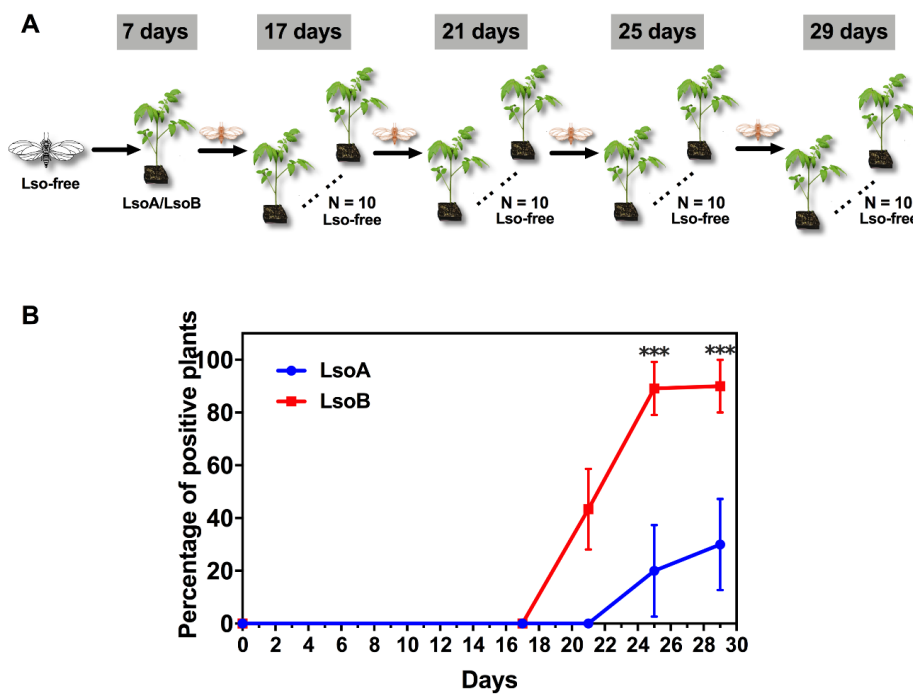 A
7 days
17 days
21 days
25 days
29 days
Lso-free
LsoA/LsoB
N = 10
Lso-free
N = 10
Lso-free
N = 10
Lso-free
N = 10
Lso-free
B
Percentage of positive plants
100
80
60
40
20
0
LsoA
LsoB
***
***
0 2 4 6 8 10 12 14 16 18 20 21 24 26 28 30
Days